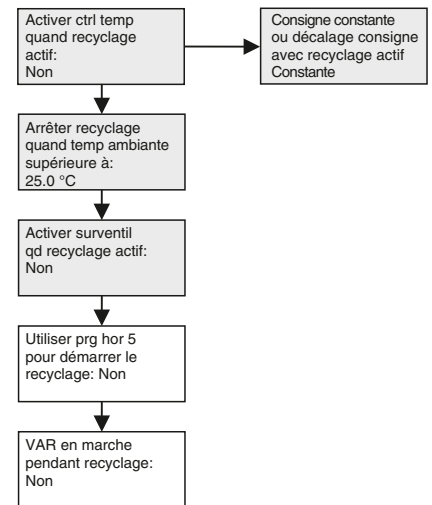 Activer ctrl temp
quand recyclage
actif:
Non
Consigne constante
ou décalage consigne
avec recyclage actif
Constante
Arrêter recyclage
quand temp ambiante
supérieure à:
25.0 °C
Activer surventil
qd recyclage actif:
Non
Utiliser prg hor 5
pour démarrer le
recyclage: Non
VAR en marche
pendant recyclage:
Non